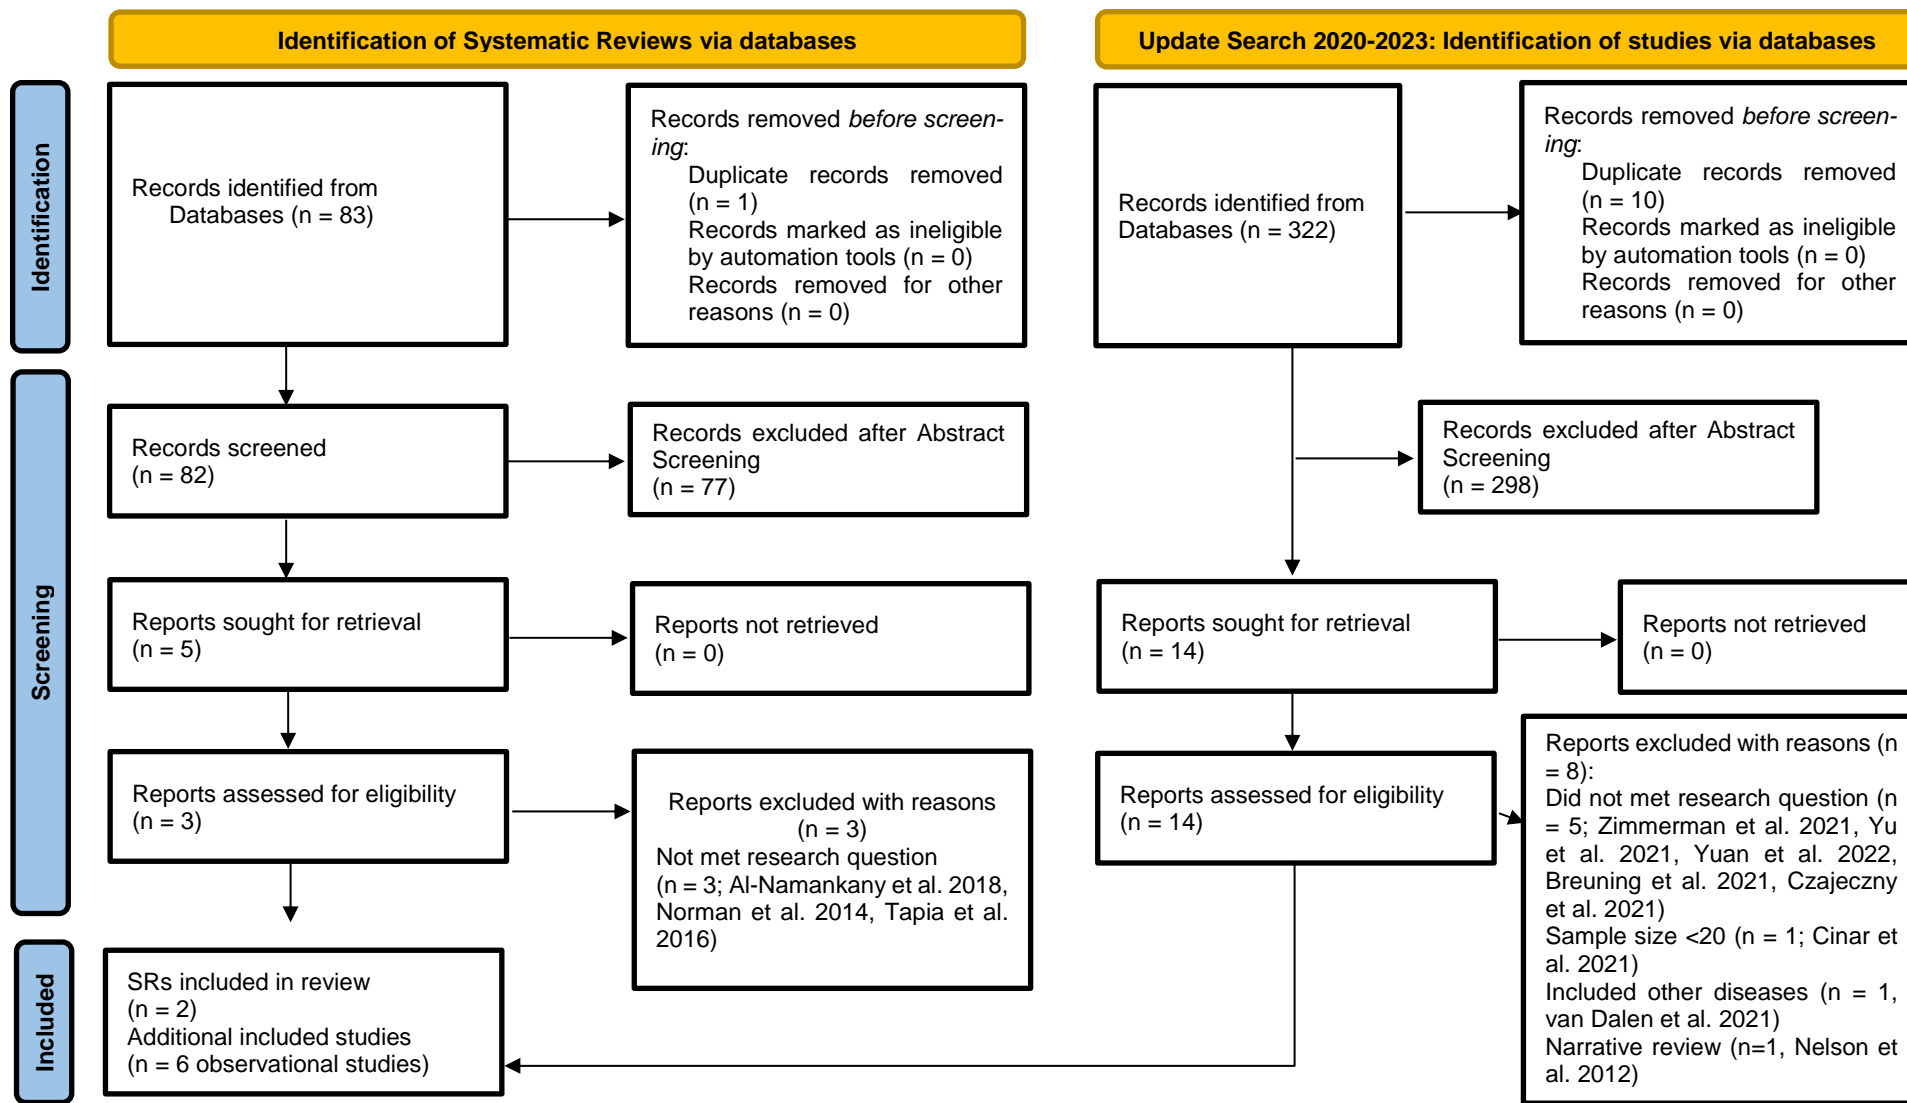 Identification of Systematic Reviews via databases
Update Search 2020-2023: Identification of studies via databases
Identification
Records identified from
Databases (n = 83)
Records removed before screen-
ing:
Duplicate records removed
(n = 1)
Records marked as ineligible
by automation tools (n = 0)
Records removed for other
reasons (n = 0)
Records identified from
Databases (n = 322)
Records removed before screen-
ing:
Duplicate records removed
(n = 10)
Records marked as ineligible
by automation tools (n = 0)
Records removed for other
reasons (n = 0)
Screening
Records screened
(n = 82)
Records excluded after Abstract
Screening
(n = 77)
Records excluded after Abstract
Screening
(n = 298)
Reports sought for retrieval
(n = 5)
Reports not retrieved
(n = 0)
Reports sought for retrieval
(n = 14)
Reports not retrieved
(n = 0)
Reports assessed for eligibility
(n = 3)
Reports excluded with reasons
(n = 3)
Not met research question
(n = 3; Al-Namankany et al. 2018,
Norman et al. 2014, Tapia et al.
2016)
Reports assessed for eligibility
(n = 14)
Reports excluded with reasons (n
= 8):
Did not met research question (n
= 5; Zimmerman et al. 2021, Yu
et al. 2021, Yuan et al. 2022,
Breuning et al. 2021, Czajeczny
et al. 2021)
Sample size <20 (n = 1; Cinar et
al. 2021)
Included other diseases (n = 1,
van Dalen et al. 2021)
Narrative review (n=1, Nelson et
al. 2012)
Included
SRs included in review
(n = 2)
Additional included studies
(n = 6 observational studies)